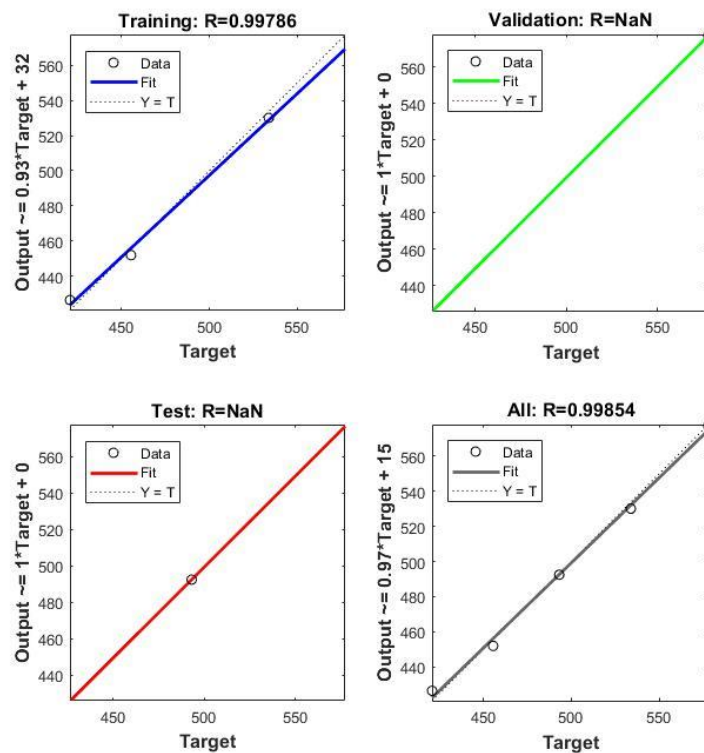 Training: R=0.99786
Output ~= 0.93*Target + 32
560
540
520
500
480
460
440
Data
Fit
Y = T
450
500
550
Target
Validation: R=NaN
Output ~= 1*Target + 0
560
540
520
500
480
460
440
Data
Fit
Y = T
450
500
550
Target
Test: R=NaN
Output ~= 1*Target + 0
560
540
520
500
480
460
440
Data
Fit
Y = T
450
500
550
Target
All: R=0.99854
Output ~= 0.97*Target + 15
560
540
520
500
480
460
440
Data
Fit
Y = T
450
500
550
Target